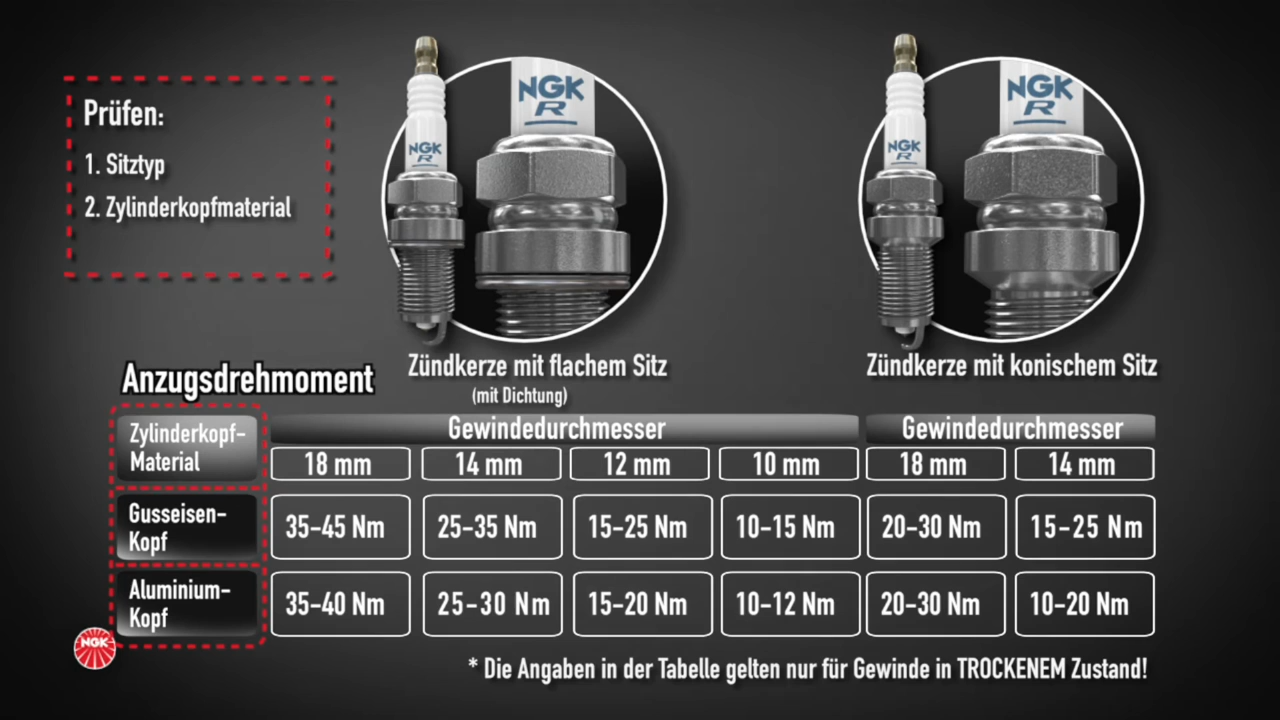 Prüfen:
1. Sitztyp
2. Zylinderkopfmaterial
NGK
R
NGK
R
NGK
R
NGK
R
Zündkerze mit flachem Sitz
(mit Dichtung)
Zündkerze mit konischem Sitz
Anzugsdrehmoment
Zylinderkopf-
Material
Gewindedurchmesser
Gewindedurchmesser
18 mm 14 mm 12 mm 10 mm 18 mm 14 mm
Gusseisen-
Kopf
35-45 Nm 25-35 Nm 15-25 Nm 10-15 Nm 20-30 Nm 15-25 Nm
Aluminium-
Kopf
35-40 Nm 25-30 Nm 15-20 Nm 10-12 Nm 20-30 Nm 10-20 Nm
NGK
* Die Angaben in der Tabelle gelten nur für Gewinde in TROCKENEM Zustand!